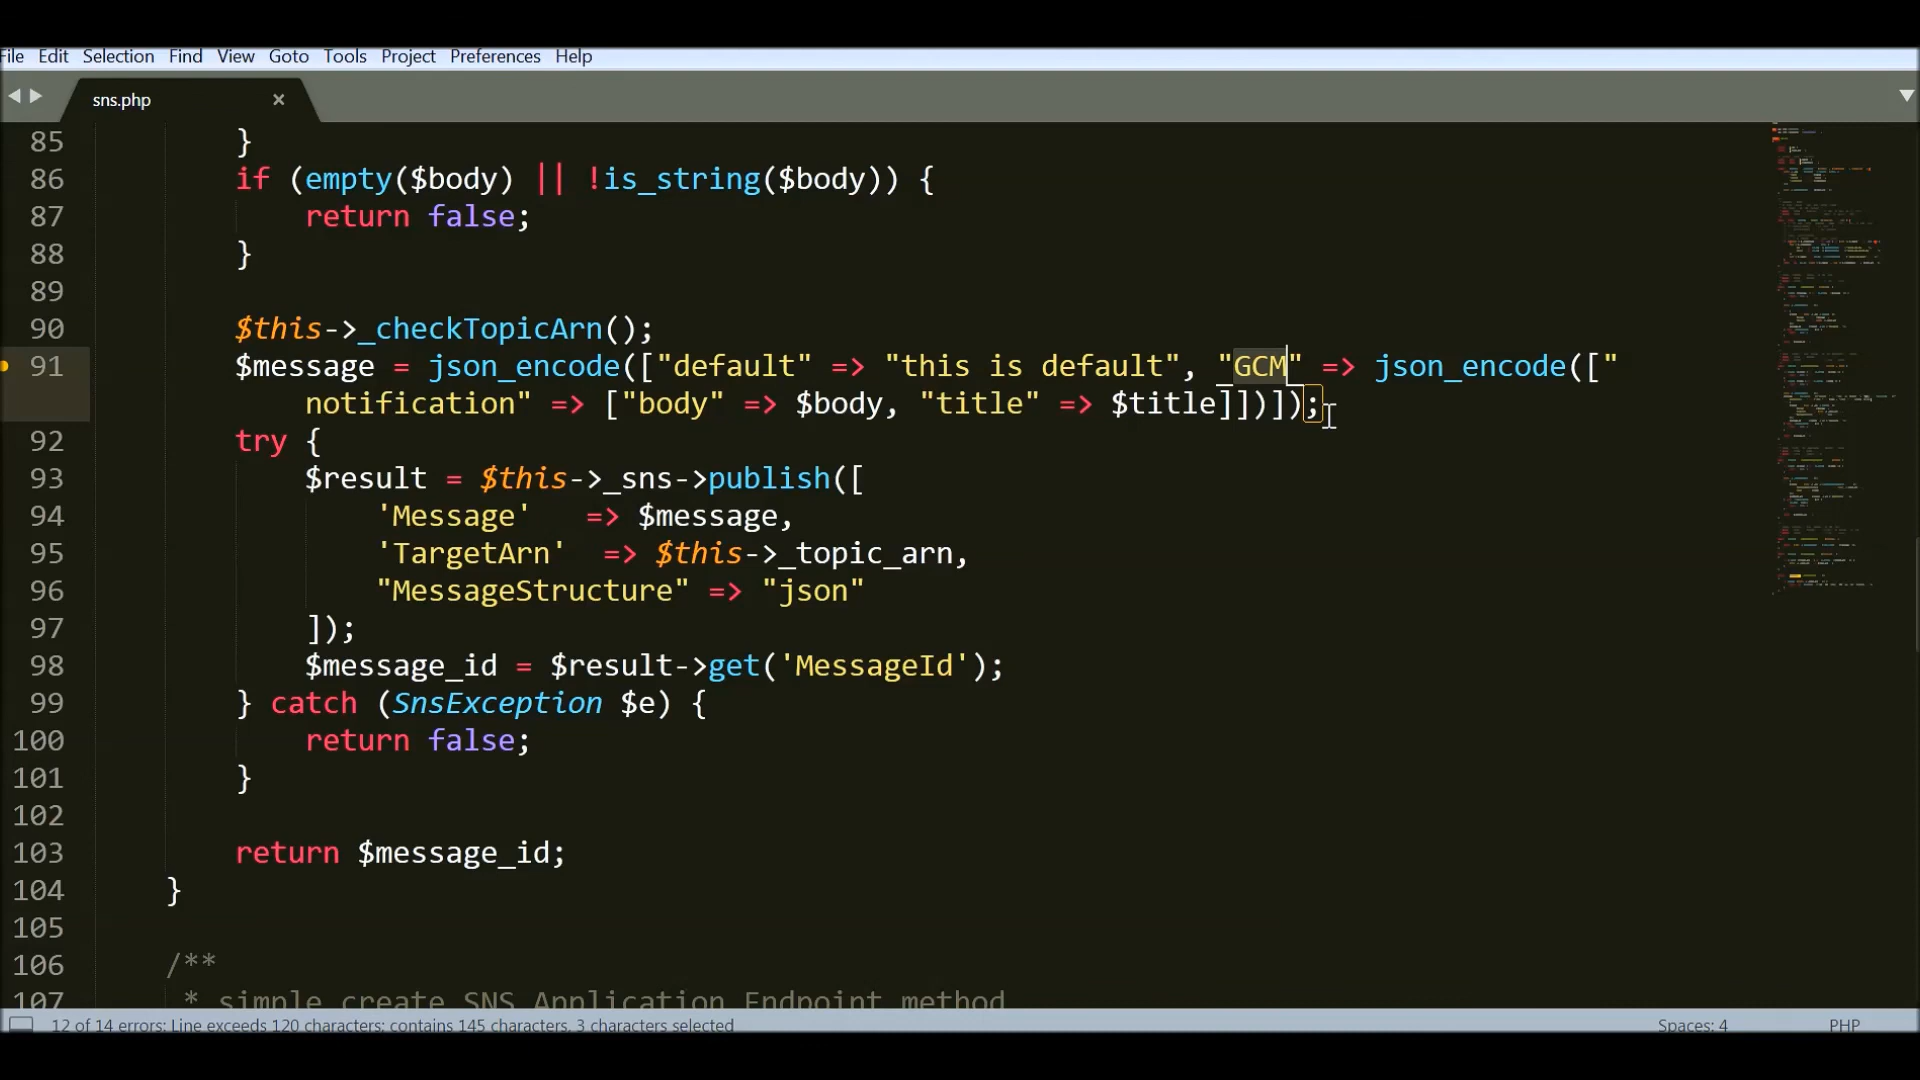 File Edit Selection Find View Goto Tools Project Preferences Help
sns.php ×
85 }
86 if (empty($body) || !is_string($body)) {
87 return false;
88 }
89
90 $this->_checkTopicArn();
91 $message = json_encode(["default" => "this is default", "GCM" => json_encode(["
notification" => ["body" => $body, "title" => $title]])]);
92 try {
93 $result = $this->_sns->publish([
94 'Message' => $message,
95 'TargetArn' => $this->_topic_arn,
96 "MessageStructure" => "json"
97 ]);
98 $message_id = $result->get('MessageId');
99 } catch (SnsException $e) {
100 return false;
101 }
102
103 return $message_id;
104 }
105
106 /**
107 * simple create SNS Application Endpoint method
12 of 14 errors: Line exceeds 120 characters; contains 145 characters, 3 characters selected Spaces: 4 PHP